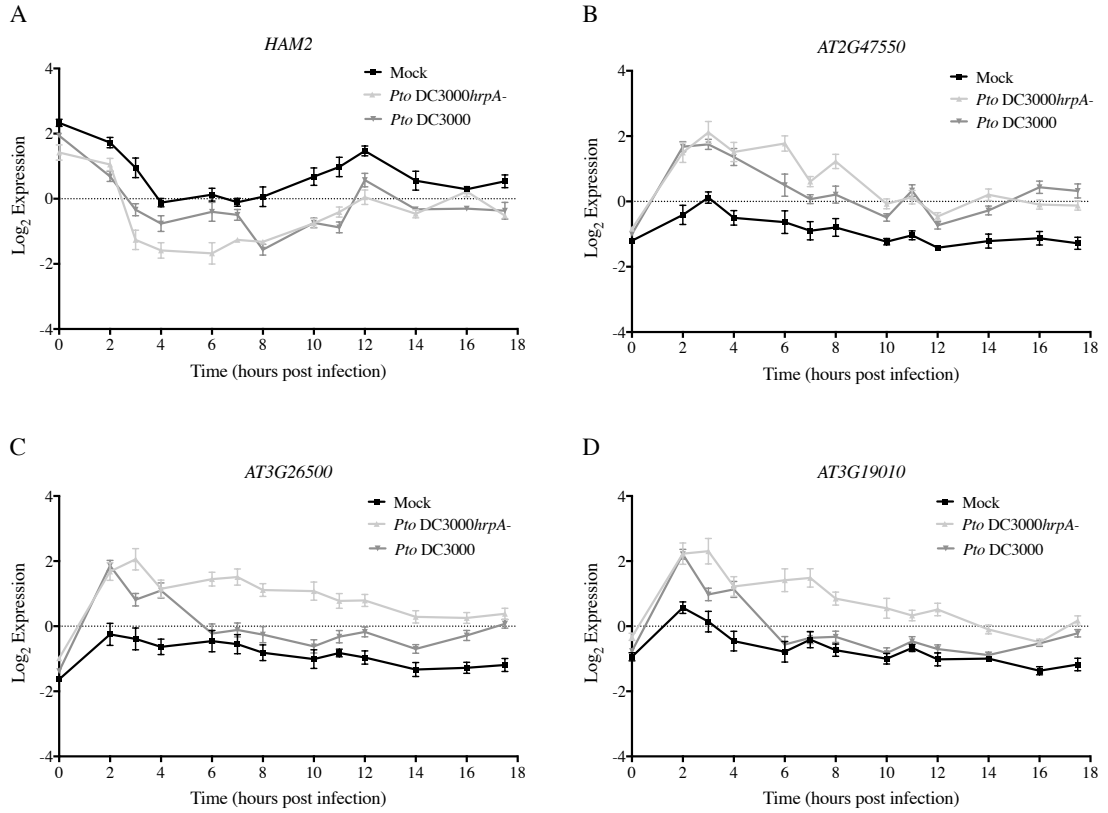 A
HAM2
Mock
Pto DC3000hrpA-
Pto DC3000
4
2
0
-2
-4
Log2 Expression
0 2 4 6 8 10 12 14 16 18
Time (hours post infection)
B
AT2G47550
Mock
Pto DC3000hrpA-
Pto DC3000
4
2
0
-2
-4
Log2 Expression
0 2 4 6 8 10 12 14 16 18
Time (hours post infection)
C
AT3G26500
Mock
Pto DC3000hrpA-
Pto DC3000
4
2
0
-2
-4
Log2 Expression
0 2 4 6 8 10 12 14 16 18
Time (hours post infection)
D
AT3G19010
Mock
Pto DC3000hrpA-
Pto DC3000
4
2
0
-2
-4
Log2 Expression
0 2 4 6 8 10 12 14 16 18
Time (hours post infection)